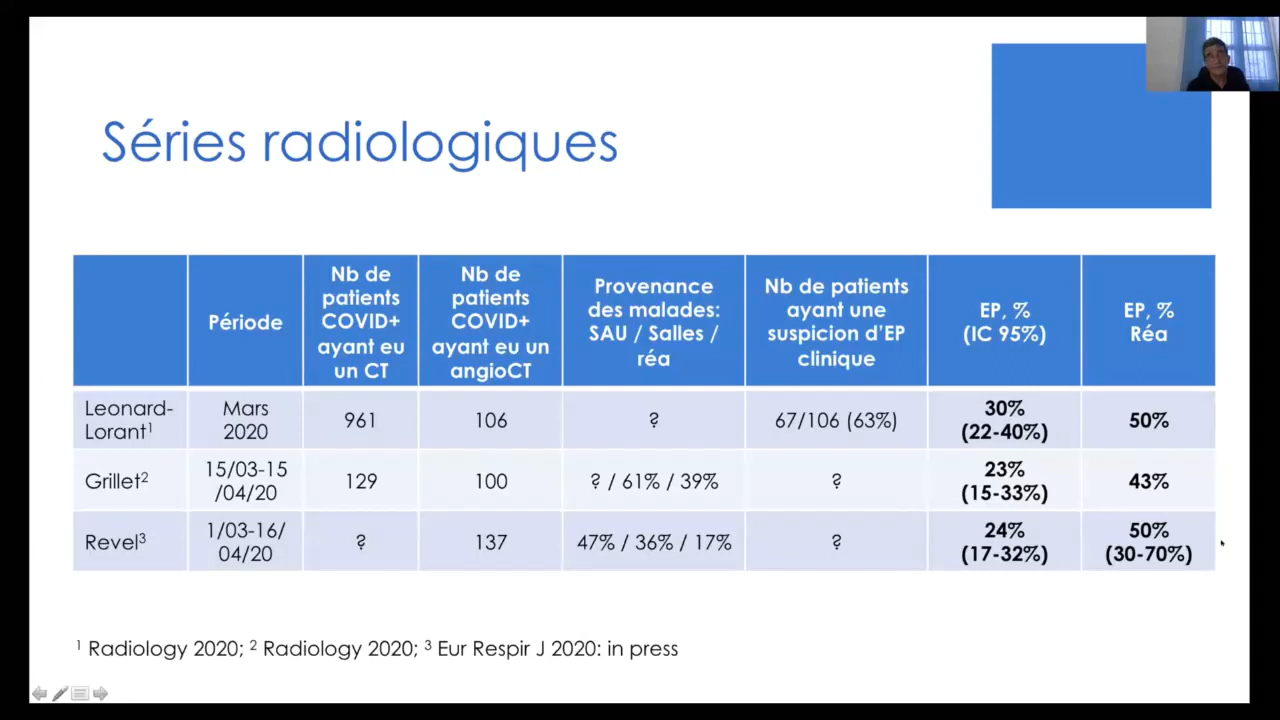 Séries radiologiques
Période
Nb de
patients
COVID+
ayant eu
un CT
Nb de
patients
COVID+
ayant eu un
angioCT
Provenance
des malades:
SAU / Salles /
réa
Nb de patients
ayant une
suspicion d'EP
clinique
EP, %
(IC 95%)
EP, %
Réa
Leonard-
Lorant¹
Mars
2020
961
106
?
67/106 (63%)
30%
(22-40%)
50%
Grillet²
15/03-15
/04/20
129
100
? / 61% / 39%
?
23%
(15-33%)
43%
Revel³
1/03-16/
04/20
?
137
47% / 36% / 17%
?
24%
(17-32%)
50%
(30-70%)
¹ Radiology 2020; ² Radiology 2020; ³ Eur Respir J 2020: in press